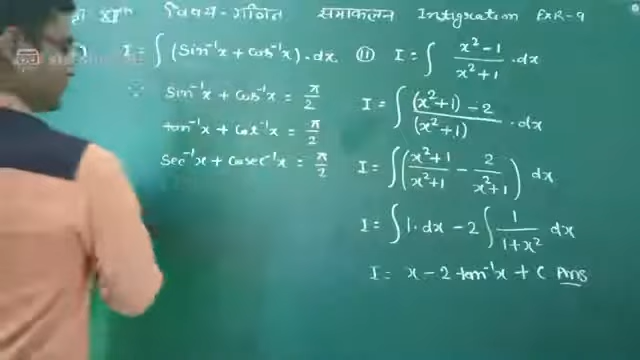 XIth विषय - गणित समाकलन Intigration ExR-9
I = ∫ (Sin⁻¹x + Cos⁻¹x) . dx
Sin⁻¹x + Cos⁻¹x = π/2
tan⁻¹x + Cot⁻¹x = π/2
Sec⁻¹x + Cosec⁻¹x = π/2
(ii) I = ∫ (x²-1)/(x²+1) . dx
I = ∫ ((x²+1) - 2)/(x²+1) . dx
I = ∫ ((x²+1)/(x²+1) - 2/(x²+1)) dx
I = ∫ 1 . dx - 2 ∫ 1/(1+x²) dx
I = x - 2 tan⁻¹x + C Ans